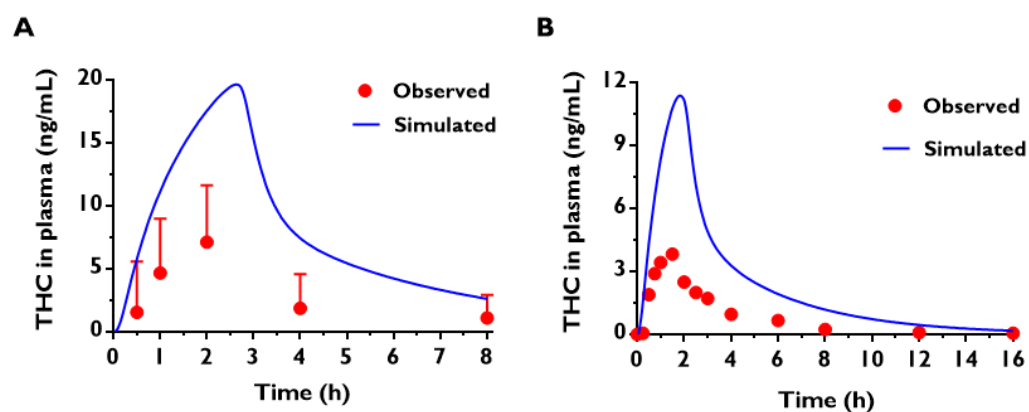 A
THC in plasma (ng/mL)
20
15
10
5
0
Observed
Simulated
0 1 2 3 4 5 6 7 8
Time (h)
B
THC in plasma (ng/mL)
12
9
6
3
0
Observed
Simulated
0 2 4 6 8 10 12 14 16
Time (h)